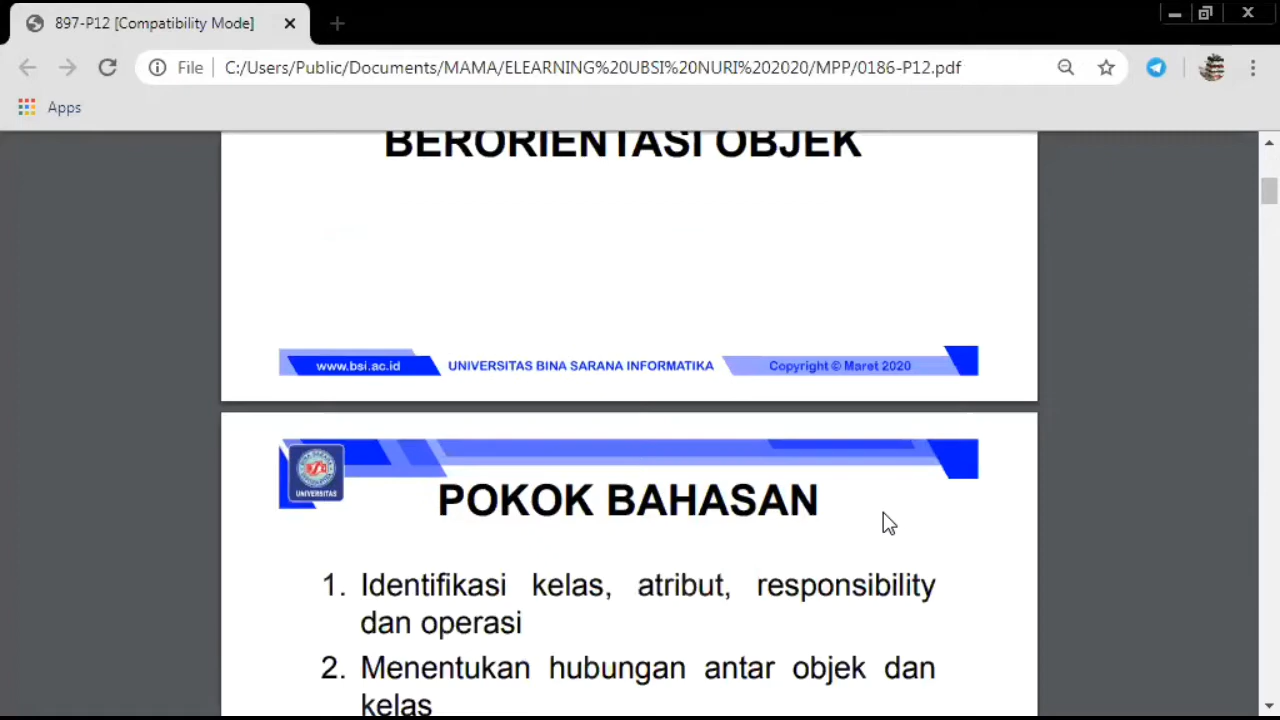 897-P12 [Compatibility Mode]
File C:/Users/Public/Documents/MAMA/ELEARNING%20UBSI%20NURI%202020/MPP/0186-P12.pdf
Apps
BERORIENTASI OBJEK
www.bsi.ac.id UNIVERSITAS BINA SARANA INFORMATIKA Copyright © Maret 2020
UNIVERSITAS
POKOK BAHASAN
1. Identifikasi kelas, atribut, responsibility
dan operasi
2. Menentukan hubungan antar objek dan
kelas